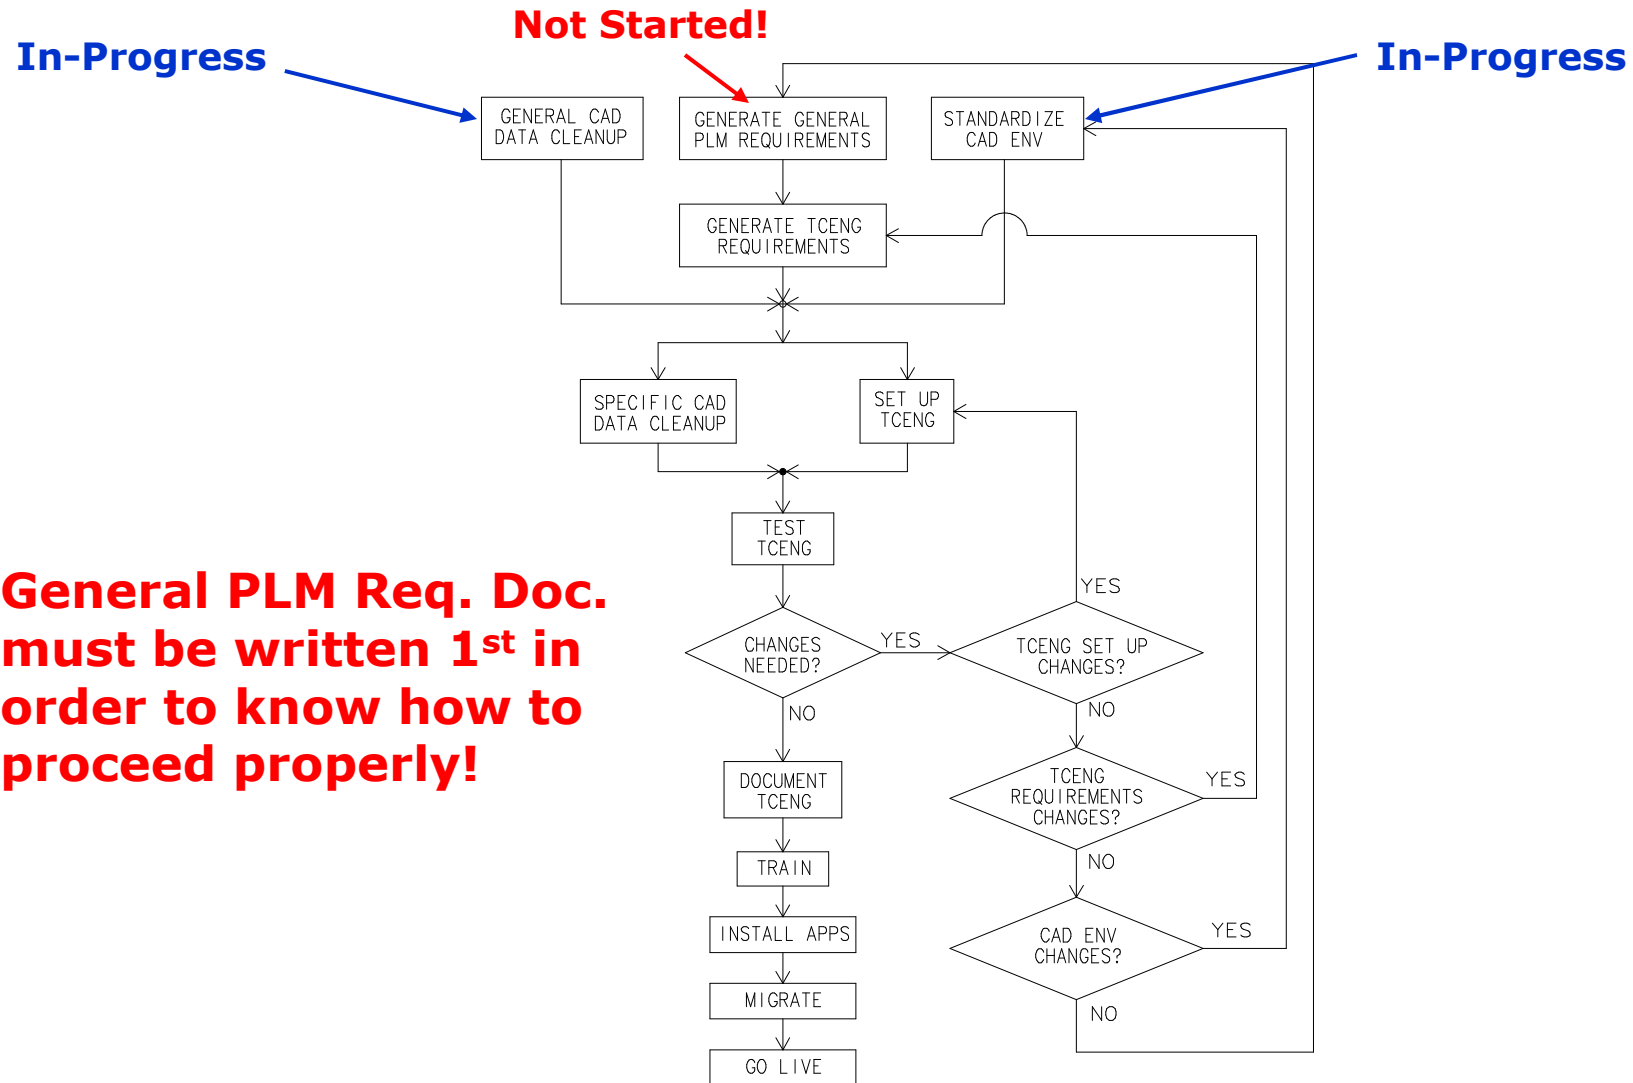 Not Started!
In-Progress
In-Progress
GENERAL CAD
DATA CLEANUP
GENERATE GENERAL
PLM REQUIREMENTS
STANDARDIZE
CAD ENV
GENERATE TCENG
REQUIREMENTS
SPECIFIC CAD
DATA CLEANUP
SET UP
TCENG
TEST
TCENG
General PLM Req. Doc.
must be written 1st in
order to know how to
proceed properly!
CHANGES
NEEDED?
YES
NO
TCENG SET UP
CHANGES?
YES
NO
TCENG
REQUIREMENTS
CHANGES?
YES
NO
CAD ENV
CHANGES?
YES
NO
DOCUMENT
TCENG
TRAIN
INSTALL APPS
MIGRATE
GO LIVE